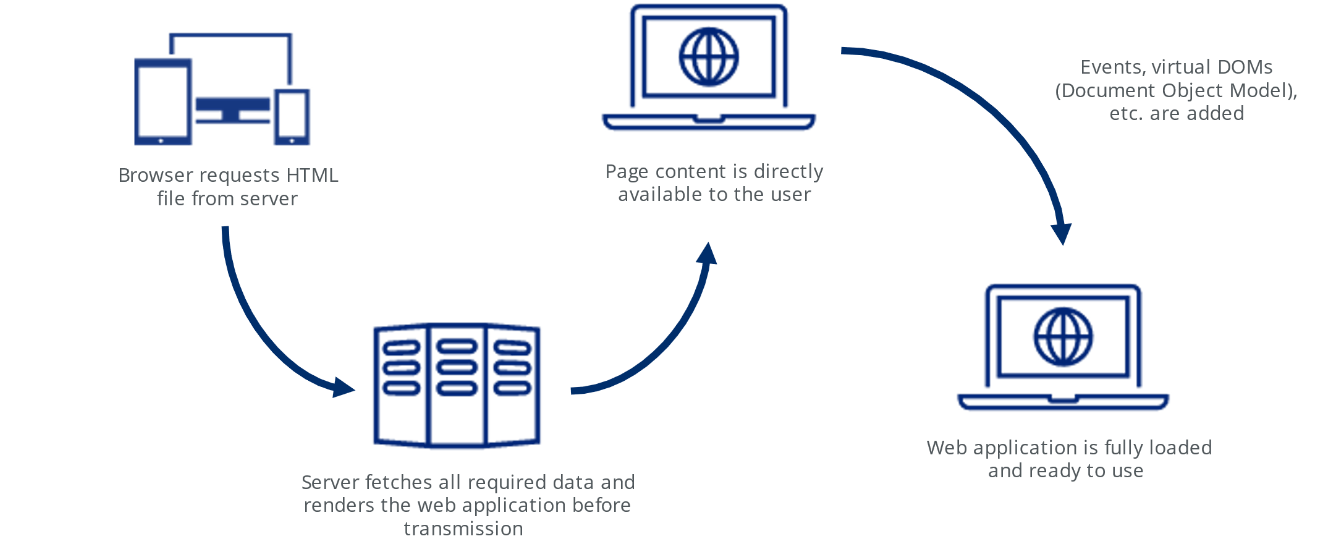 Browser requests HTML
file from server
Server fetches all required data and
renders the web application before
transmission
Page content is directly
available to the user
Events, virtual DOMs
(Document Object Model),
etc. are added
Web application is fully loaded
and ready to use